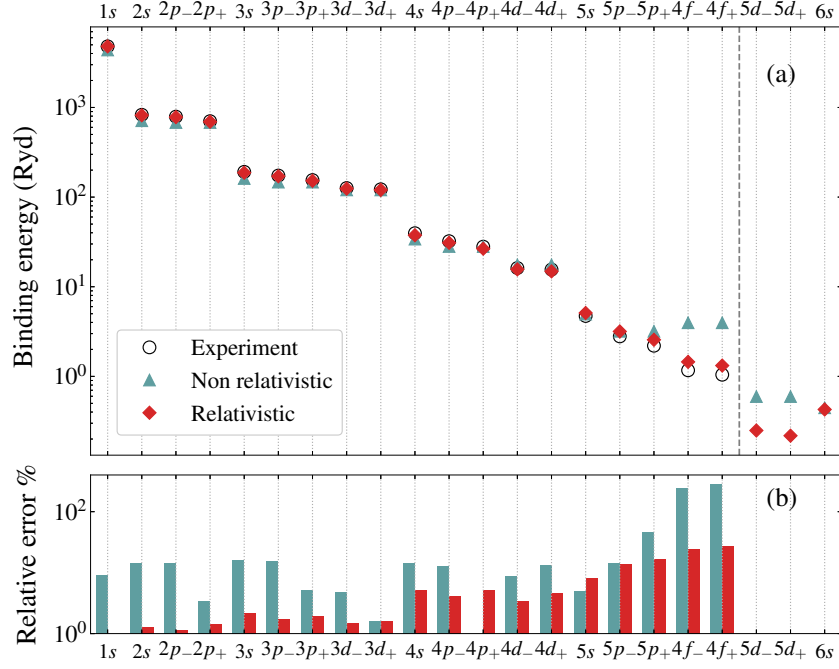 1s 2s 2p₋ 2p₊ 3s 3p₋ 3p₊ 3d₋ 3d₊ 4s 4p₋ 4p₊ 4d₋ 4d₊ 5s 5p₋ 5p₊ 4f₋ 4f₊ 5d₋ 5d₊ 6s
(a)
Binding energy (Ryd)
10³
10²
10¹
10⁰
Experiment
Non relativistic
Relativistic
(b)
Relative error %
10²
10⁰
1s 2s 2p₋ 2p₊ 3s 3p₋ 3p₊ 3d₋ 3d₊ 4s 4p₋ 4p₊ 4d₋ 4d₊ 5s 5p₋ 5p₊ 4f₋ 4f₊ 5d₋ 5d₊ 6s